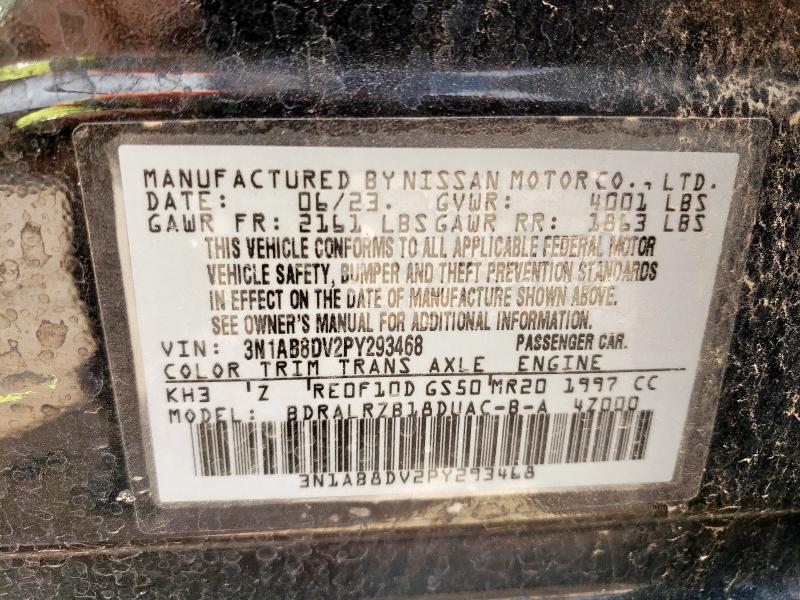 MANUFACTURED BY NISSAN MOTOR CO., LTD.
DATE: 06/23. GVWR: 4001 LBS
GAWR FR: 2161 LBS GAWR RR: 1863 LBS
THIS VEHICLE CONFORMS TO ALL APPLICABLE FEDERAL MOTOR
VEHICLE SAFETY, BUMPER AND THEFT PREVENTION STANDARDS
IN EFFECT ON THE DATE OF MANUFACTURE SHOWN ABOVE.
SEE OWNER'S MANUAL FOR ADDITIONAL INFORMATION
VIN: 3N1AB8DV2PY293468 PASSENGER CAR.
COLOR TRIM TRANS AXLE ENGINE
KH3 Z RE0F10D GS50 MR20 1997 CC
MODEL: BDRALRZB18DUAC-B-A 4Z000
3N1AB8DV2PY293468